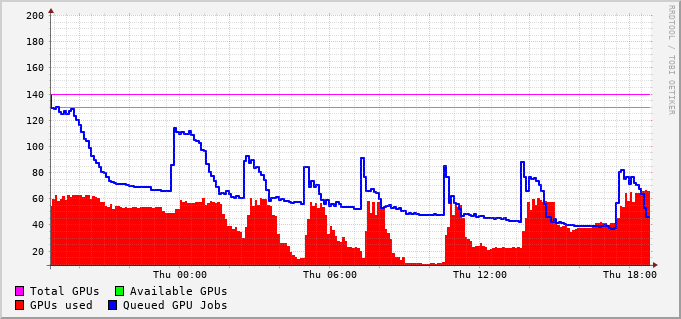 200
180
160
140
120
100
80
60
40
20
Thu 00:00 Thu 06:00 Thu 12:00 Thu 18:00
Total GPUs Available GPUs
GPUs used Queued GPU Jobs
RRDTOOL / TOBI OETIKER